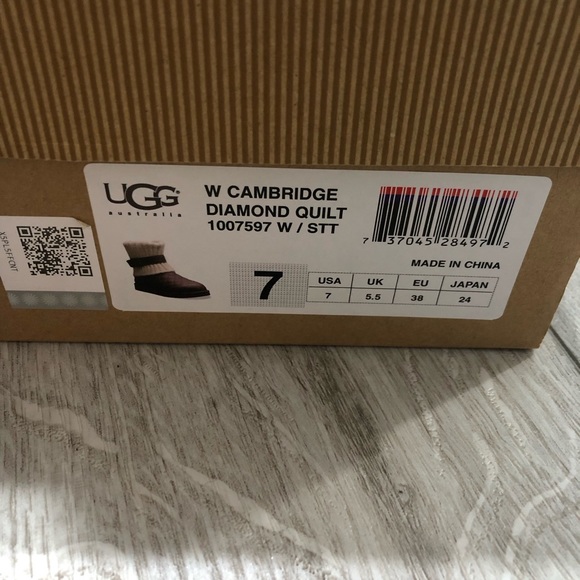 UGG
australia
W CAMBRIDGE
DIAMOND QUILT
1007597 W / STT
7 37045 28497 2
MADE IN CHINA
7
USA UK EU JAPAN
7 5.5 38 24